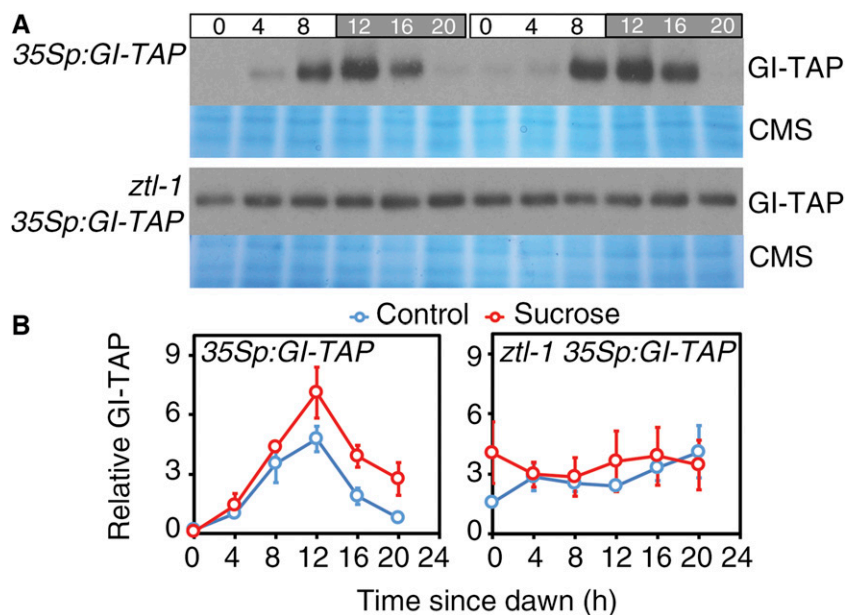 A
0 4 8 12 16 20 0 4 8 12 16 20
35Sp:GI-TAP
GI-TAP
CMS
ztl-1
35Sp:GI-TAP
GI-TAP
CMS
B
Control Sucrose
Relative GI-TAP
9
6
3
0
35Sp:GI-TAP
0 4 8 12 16 20 24
9
6
3
0
ztl-1 35Sp:GI-TAP
0 4 8 12 16 20 24
Time since dawn (h)